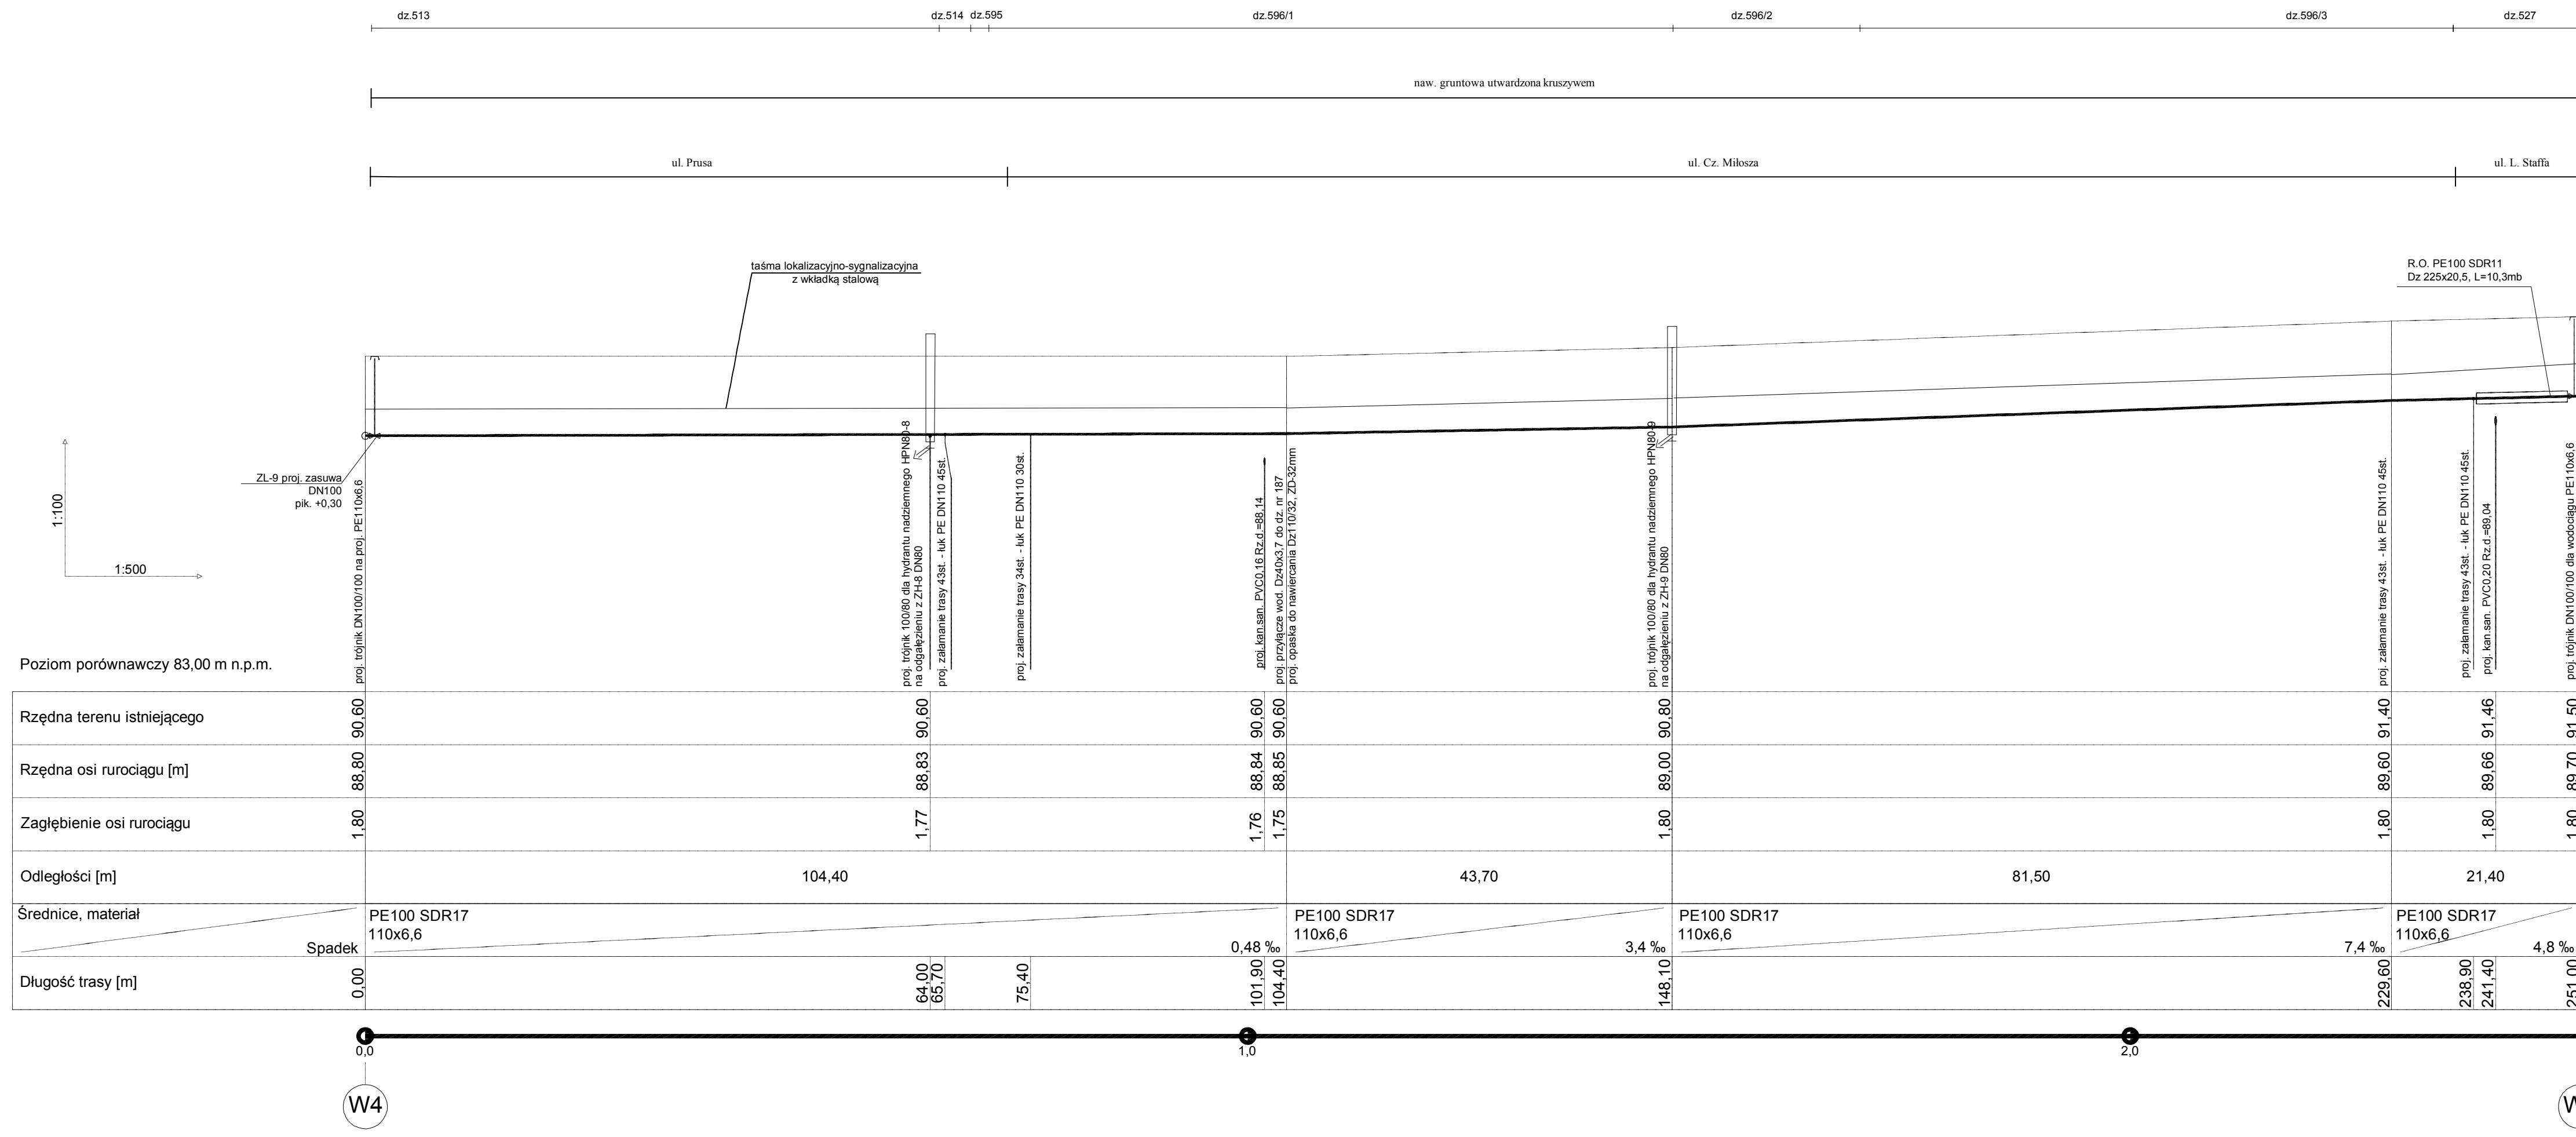 dz.513
dz.514
dz.595
dz.596/1
dz.596/2
dz.596/3
dz.527
naw. gruntowa utwardzona kruszywem
ul. Prusa
ul. Cz. Miłosza
ul. L. Staffa
taśma lokalizacyjno-sygnalizacyjna
z wkładką stalową
R.O. PE100 SDR11
Dz 225x20,5, L=10,3mb
ZL-9 proj. zasuwa
DN100
pik. +0,30
1:100
1:500
proj. trójnik DN100/100 na proj. PE110x6,6
proj. trójnik 100/80 dla hydrantu nadziemnego HPN80-8
na odgałęzieniu z ZH-8 DN80
proj. załamanie trasy 43st. - łuk PE DN110 45st.
proj. załamanie trasy 34st. - łuk PE DN110 30st.
proj. kan.san. PVC0,16 Rz.d.=88,14
proj. przyłącze wod. Dz40x3,7 do dz. nr 187
proj. opaska do nawiercania Dz110/32, ZD-32mm
proj. trójnik 100/80 dla hydrantu nadziemnego HPN80-9
na odgałęzieniu z ZH-9 DN80
proj. załamanie trasy 43st. - łuk PE DN110 45st.
proj. załamanie trasy 43st. - łuk PE DN110 45st.
proj. kan.san. PVC0,20 Rz.d.=89,04
proj. trójnik DN100/100 dla wodociągu PE110x6,6
Poziom porównawczy 83,00 m n.p.m.
Rzędna terenu istniejącego
90,60
90,60
90,60
90,60
90,80
91,40
91,46
91,50
Rzędna osi rurociągu [m]
88,80
88,83
88,84
88,85
89,00
89,60
89,66
89,70
Zagłębienie osi rurociągu
1,80
1,77
1,76
1,75
1,80
1,80
1,80
1,80
Odległości [m]
104,40
43,70
81,50
21,40
Średnice, materiał
Spadek
PE100 SDR17
110x6,6
0,48 ‰
PE100 SDR17
110x6,6
3,4 ‰
PE100 SDR17
110x6,6
7,4 ‰
PE100 SDR17
110x6,6
4,8 ‰
Długość trasy [m]
0,00
64,00
65,70
75,40
101,90
104,40
148,10
229,60
238,90
241,40
251,00
0,0
1,0
2,0
W4